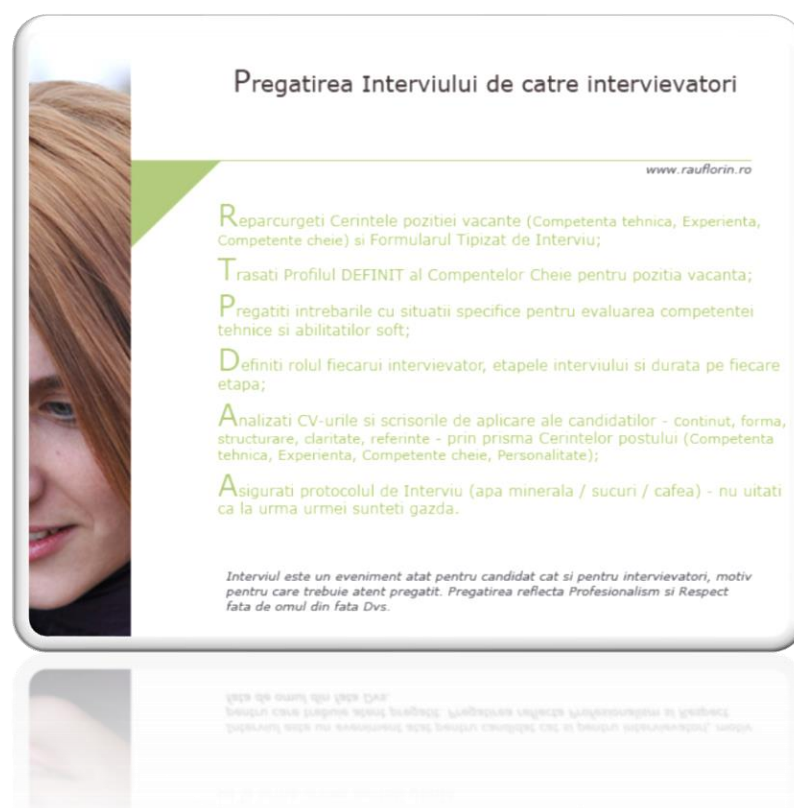 Pregatirea Interviului de catre intervievatori
www.rauflorin.ro
Reparcurgeti Cerintele pozitiei vacante (Competenta tehnica, Experienta,
Competente cheie) si Formularul Tipizat de Interviu;
Trasati Profilul DEFINIT al Compentelor Cheie pentru pozitia vacanta;
Pregatiti intrebarile cu situatii specifice pentru evaluarea competentei
tehnice si abilitatilor soft;
Definiti rolul fiecarui intervievator, etapele interviului si durata pe fiecare
etapa;
Analizati CV-urile si scrisorile de aplicare ale candidatilor - continut, forma,
structurare, claritate, referinte - prin prisma Cerintelor postului (Competenta
tehnica, Experienta, Competente cheie, Personalitate);
Asigurati protocolul de Interviu (apa minerala / sucuri / cafea) - nu uitati
ca la urma urmei sunteti gazda.
Interviul este un eveniment atat pentru candidat cat si pentru intervievatori, motiv
pentru care trebuie atent pregatit. Pregatirea reflecta Profesionalism si Respect
fata de omul din fata Dvs.